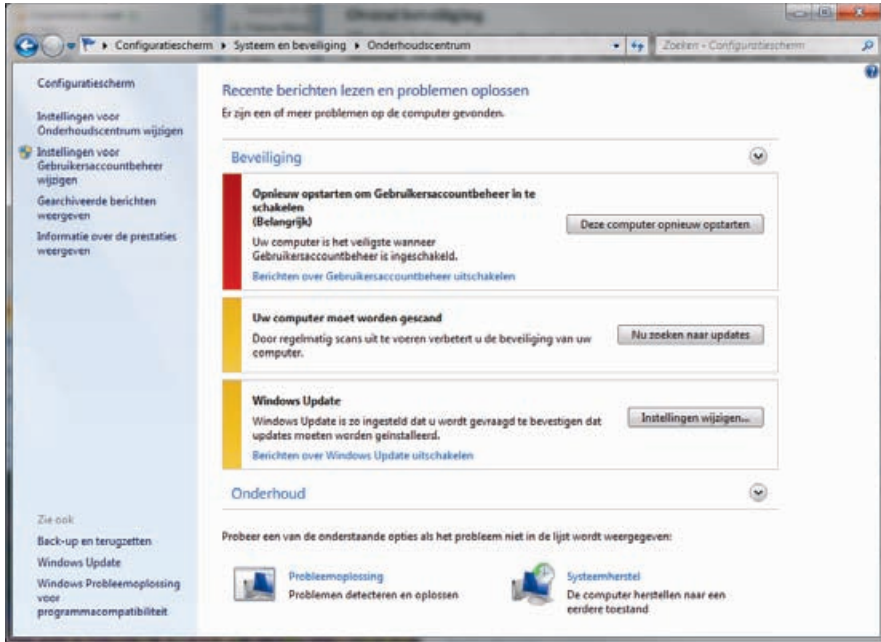 Configuratiescherm ▸ Systeem en beveiliging ▸ Onderhoudscentrum
Zoeken - Configuratiescherm
Configuratiescherm
Instellingen voor
Onderhoudscentrum wijzigen
Instellingen voor
Gebruikersaccountbeheer
wijzigen
Gearchiveerde berichten
weergeven
Informatie over de prestaties
weergeven
Recente berichten lezen en problemen oplossen
Er zijn een of meer problemen op de computer gevonden.
Beveiliging
Opnieuw opstarten om Gebruikersaccountbeheer in te
schakelen
(Belangrijk)
Deze computer opnieuw opstarten
Uw computer is het veiligste wanneer
Gebruikersaccountbeheer is ingeschakeld.
Berichten over Gebruikersaccountbeheer uitschakelen
Uw computer moet worden gescand
Door regelmatig scans uit te voeren verbetert u de beveiliging van uw
computer.
Nu zoeken naar updates
Windows Update
Windows Update is zo ingesteld dat u wordt gevraagd te bevestigen dat
updates moeten worden geïnstalleerd.
Instellingen wijzigen...
Berichten over Windows Update uitschakelen
Onderhoud
Probeer een van de onderstaande opties als het probleem niet in de lijst wordt weergegeven:
Probleemoplossing
Problemen detecteren en oplossen
Systeemherstel
De computer herstellen naar een
eerdere toestand
Zie ook
Back-up en terugzetten
Windows Update
Windows Probleemoplossing
voor
programmacompatibiliteit